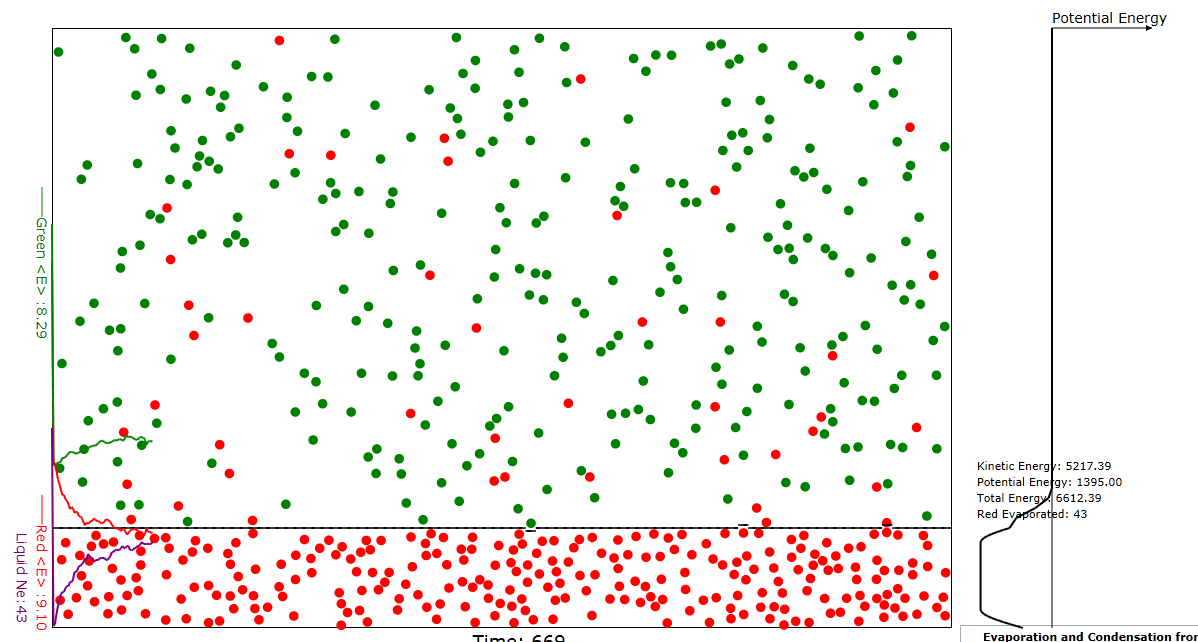 Potential Energy
Green <E> :8.29
Kinetic Energy: 5217.39
Potential Energy: 1395.00
Total Energy: 6612.39
Red Evaporated: 43
Red <E> :9.10
Liquid Ne:43
Time: 669
Evaporation and Condensation from